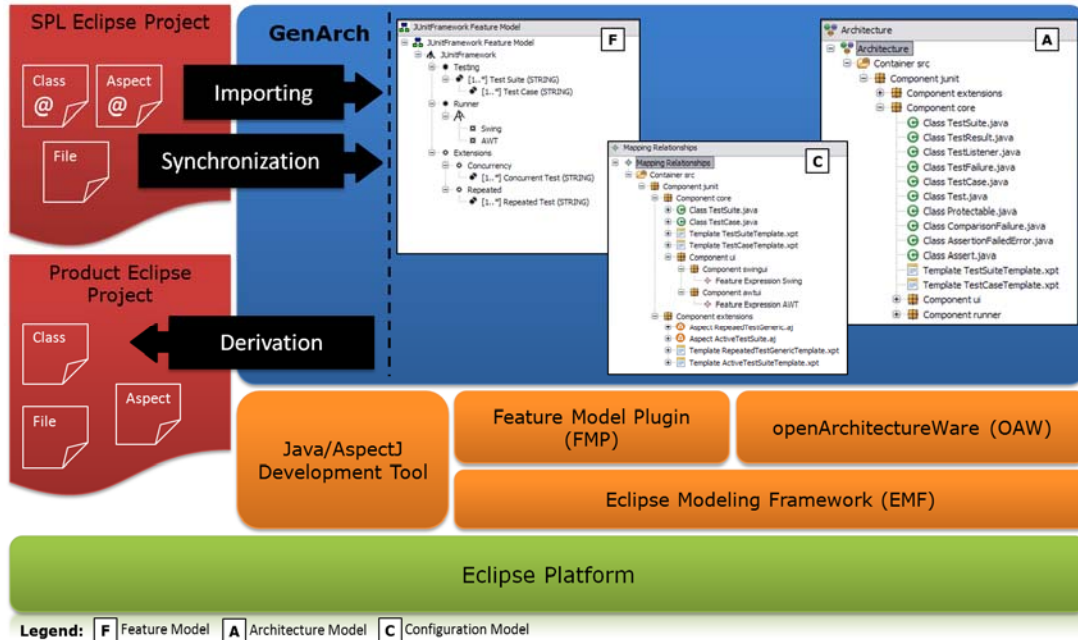 SPL Eclipse Project
Class
@
Aspect
@
File
GenArch
Importing
Synchronization
JUnitFramework Feature Model
F
JUnitFramework Feature Model
JUnitFramework
Testing
[1..*] Test Suite (STRING)
[1..*] Test Case (STRING)
Runner
Swing
AWT
Extensions
Concurrency
[1..*] Concurrent Test (STRING)
Repeated
[1..*] Repeated Test (STRING)
Mapping Relationships
C
Mapping Relationships
Container src
Component junit
Component core
Class TestSuite.java
Class TestCase.java
Template TestSuiteTemplate.xpt
Template TestCaseTemplate.xpt
Component ui
Component swingui
Feature Expression Swing
Component awtui
Feature Expression AWT
Component extensions
Aspect RepeatedTestGeneric.aj
Aspect ActiveTestSuite.aj
Template RepeatedTestGenericTemplate.xpt
Template ActiveTestSuiteTemplate.xpt
Architecture
A
Architecture
Container src
Component junit
Component extensions
Component core
Class TestSuite.java
Class TestResult.java
Class TestListener.java
Class TestFailure.java
Class TestCase.java
Class Test.java
Class Protectable.java
Class ComparisonFailure.java
Class AssertionFailedError.java
Class Assert.java
Template TestSuiteTemplate.xpt
Template TestCaseTemplate.xpt
Component ui
Component runner
Product Eclipse
Project
Class
File
Aspect
Derivation
Java/AspectJ
Development Tool
Feature Model Plugin
(FMP)
openArchitectureWare (OAW)
Eclipse Modeling Framework (EMF)
Eclipse Platform
Legend: F Feature Model A Architecture Model C Configuration Model